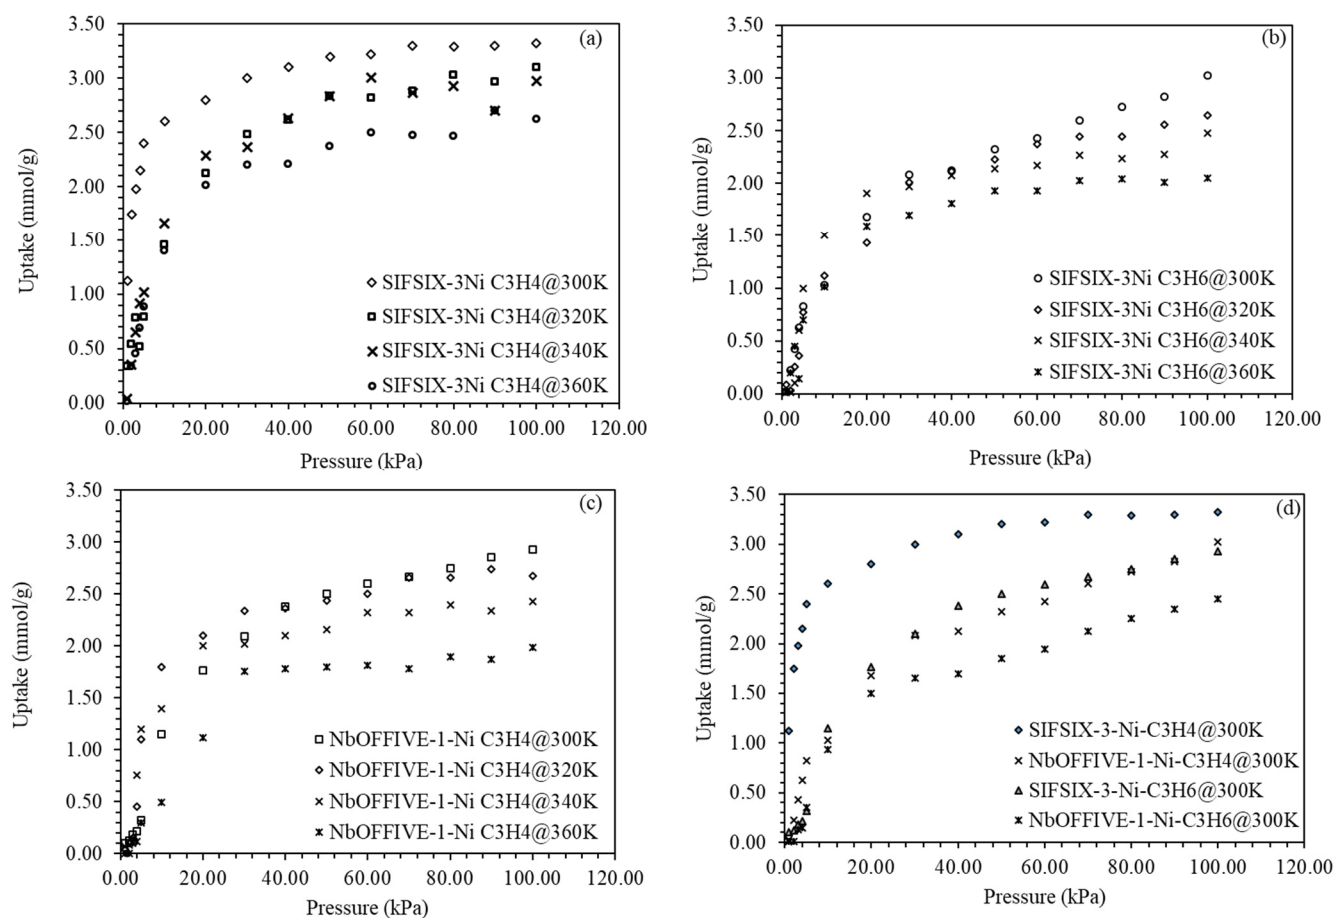 (a)
3.50
3.00
2.50
2.00
1.50
1.00
0.50
0.00
Uptake (mmol/g)
SIFSIX-3Ni C3H4@300K
SIFSIX-3Ni C3H4@320K
SIFSIX-3Ni C3H4@340K
SIFSIX-3Ni C3H4@360K
0.00 20.00 40.00 60.00 80.00 100.00 120.00
Pressure (kPa)
(b)
3.50
3.00
2.50
2.00
1.50
1.00
0.50
0.00
Uptake (mmol/g)
SIFSIX-3Ni C3H6@300K
SIFSIX-3Ni C3H6@320K
SIFSIX-3Ni C3H6@340K
SIFSIX-3Ni C3H6@360K
0.00 20.00 40.00 60.00 80.00 100.00 120.00
Pressure (kPa)
(c)
3.50
3.00
2.50
2.00
1.50
1.00
0.50
0.00
Uptake (mmol/g)
NbOFFIVE-1-Ni C3H4@300K
NbOFFIVE-1-Ni C3H4@320K
NbOFFIVE-1-Ni C3H4@340K
NbOFFIVE-1-Ni C3H4@360K
0.00 20.00 40.00 60.00 80.00 100.00 120.00
Pressure (kPa)
(d)
3.50
3.00
2.50
2.00
1.50
1.00
0.50
0.00
Uptake (mmol/g)
SIFSIX-3-Ni-C3H4@300K
NbOFFIVE-1-Ni-C3H4@300K
SIFSIX-3-Ni-C3H6@300K
NbOFFIVE-1-Ni-C3H6@300K
0.00 20.00 40.00 60.00 80.00 100.00 120.00
Pressure (kPa)